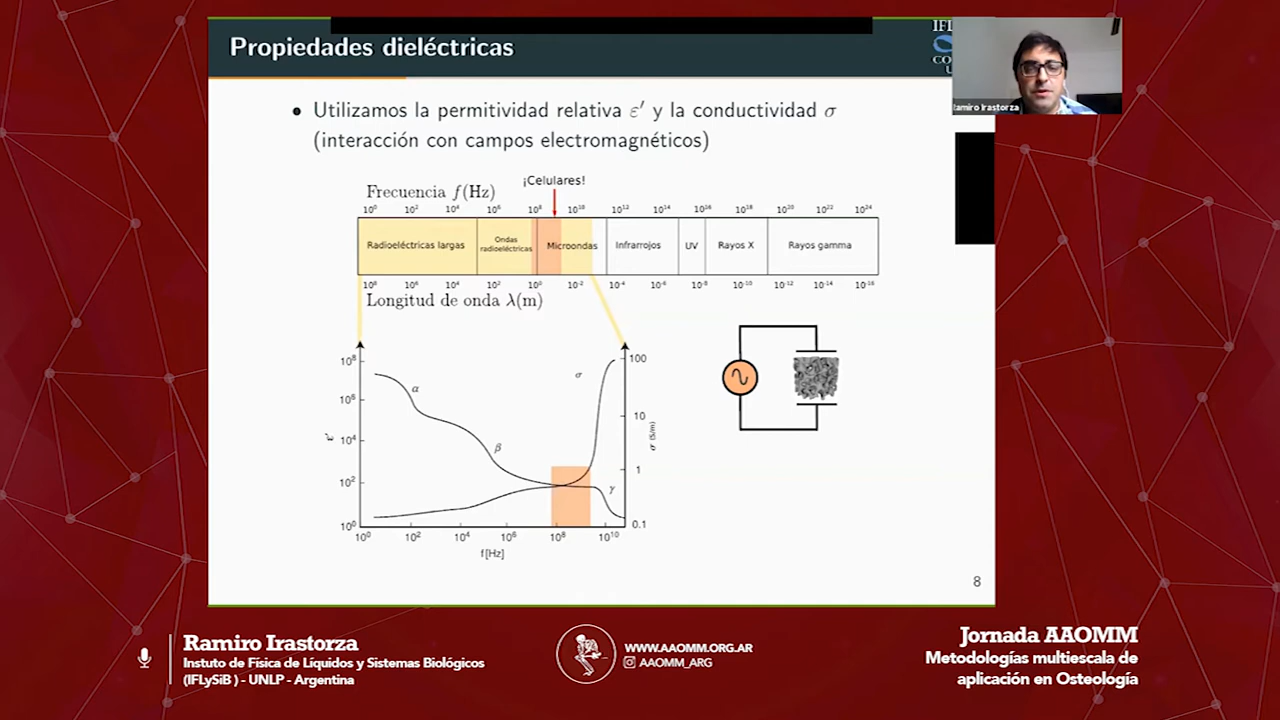 Propiedades dieléctricas
IFL
CO
U
Ramiro Irastorza
• Utilizamos la permitividad relativa ε′ y la conductividad σ
(interacción con campos electromagnéticos)
¡Celulares!
Frecuencia f(Hz)
10⁰ 10² 10⁴ 10⁶ 10⁸ 10¹⁰ 10¹² 10¹⁴ 10¹⁶ 10¹⁸ 10²⁰ 10²² 10²⁴
Radioeléctricas largas
Ondas
radioeléctricas
Microondas
Infrarrojos
UV
Rayos X
Rayos gamma
10⁸ 10⁶ 10⁴ 10² 10⁰ 10⁻² 10⁻⁴ 10⁻⁶ 10⁻⁸ 10⁻¹⁰ 10⁻¹² 10⁻¹⁴ 10⁻¹⁶
Longitud de onda λ(m)
10⁸
10⁶
10⁴
10²
10⁰
ε′
α
β
σ
γ
100
10
1
0.1
σ (S/m)
10⁰ 10² 10⁴ 10⁶ 10⁸ 10¹⁰
f[Hz]
8
Ramiro Irastorza
Instuto de Física de Líquidos y Sistemas Biológicos
(IFLySiB ) - UNLP - Argentina
WWW.AAOMM.ORG.AR
AAOMM_ARG
Jornada AAOMM
Metodologías multiescala de
aplicación en Osteología